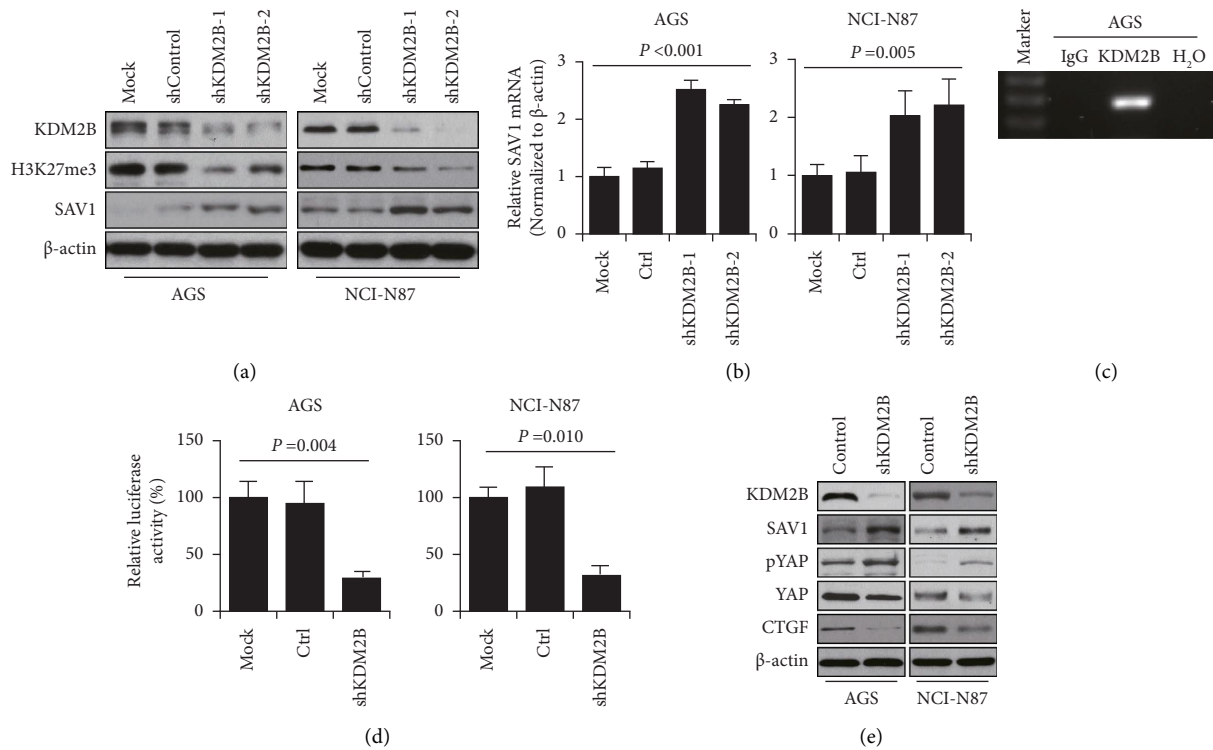 Mock
shControl
shKDM2B-1
shKDM2B-2
Mock
shControl
shKDM2B-1
shKDM2B-2
KDM2B
H3K27me3
SAV1
β-actin
AGS
NCI-N87
(a)
AGS
NCI-N87
P <0.001
P =0.005
Relative SAV1 mRNA
(Normalized to β-actin)
3
2
1
0
3
2
1
0
Mock
Ctrl
shKDM2B-1
shKDM2B-2
Mock
Ctrl
shKDM2B-1
shKDM2B-2
(b)
Marker
AGS
IgG KDM2B H₂O
(c)
AGS
NCI-N87
P =0.004
P =0.010
Relative luciferase
activity (%)
150
100
50
0
150
100
50
0
Mock
Ctrl
shKDM2B
Mock
Ctrl
shKDM2B
(d)
Control
shKDM2B
Control
shKDM2B
KDM2B
SAV1
pYAP
YAP
CTGF
β-actin
AGS
NCI-N87
(e)